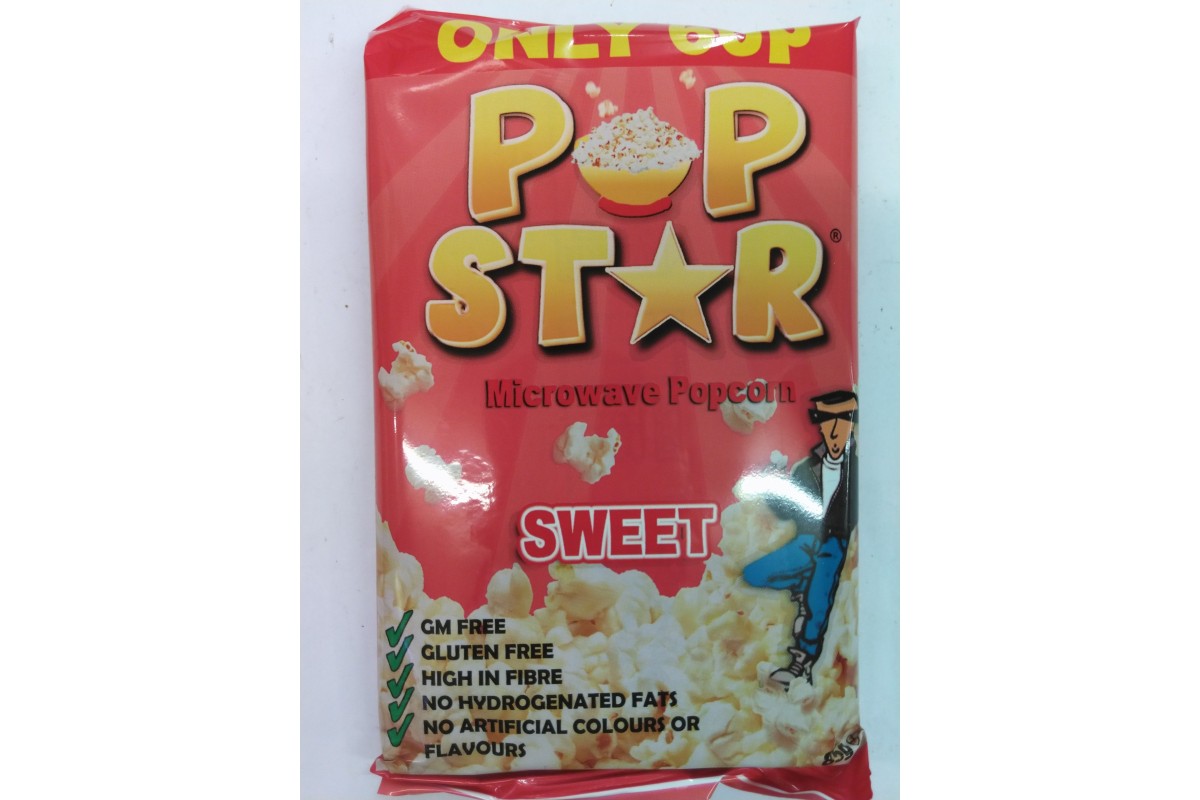 ONLY
POP
STAR®
Microwave Popcorn
SWEET
GM FREE
GLUTEN FREE
HIGH IN FIBRE
NO HYDROGENATED FATS
NO ARTIFICIAL COLOURS OR
FLAVOURS